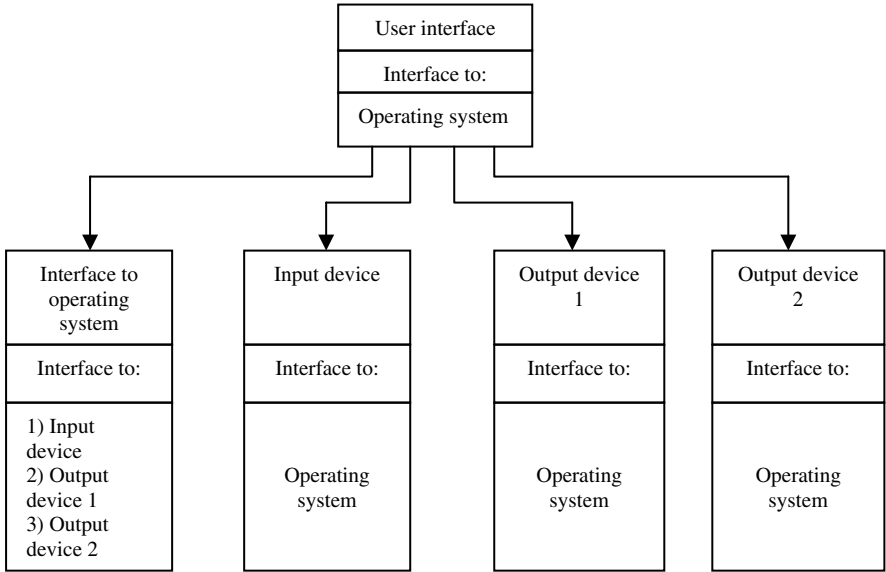 User interface
Interface to:
Operating system
Interface to
operating
system
Interface to:
1) Input
device
2) Output
device 1
3) Output
device 2
Input device
Interface to:
Operating
system
Output device
1
Interface to:
Operating
system
Output device
2
Interface to:
Operating
system